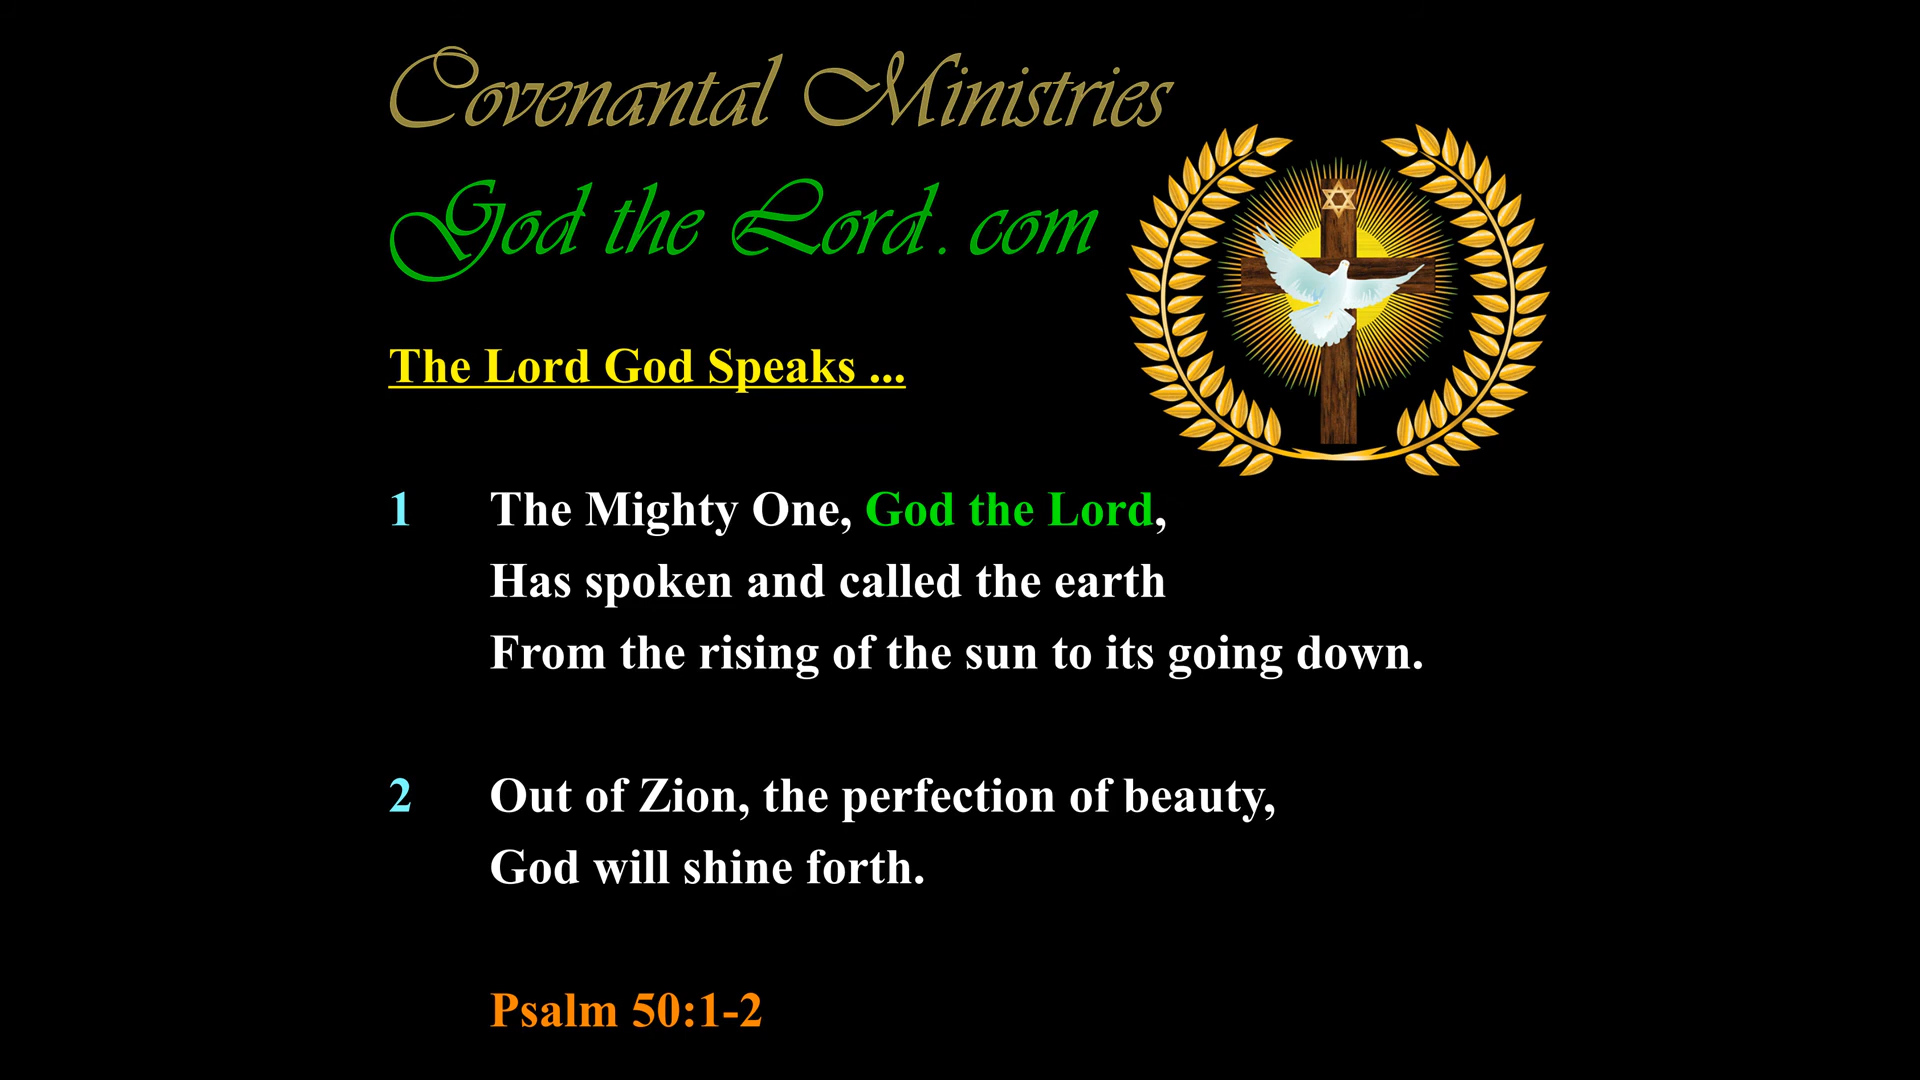 Covenantal Ministries
God the Lord.com
The Lord God Speaks ...
1 The Mighty One, God the Lord,
Has spoken and called the earth
From the rising of the sun to its going down.
2 Out of Zion, the perfection of beauty,
God will shine forth.
Psalm 50:1-2